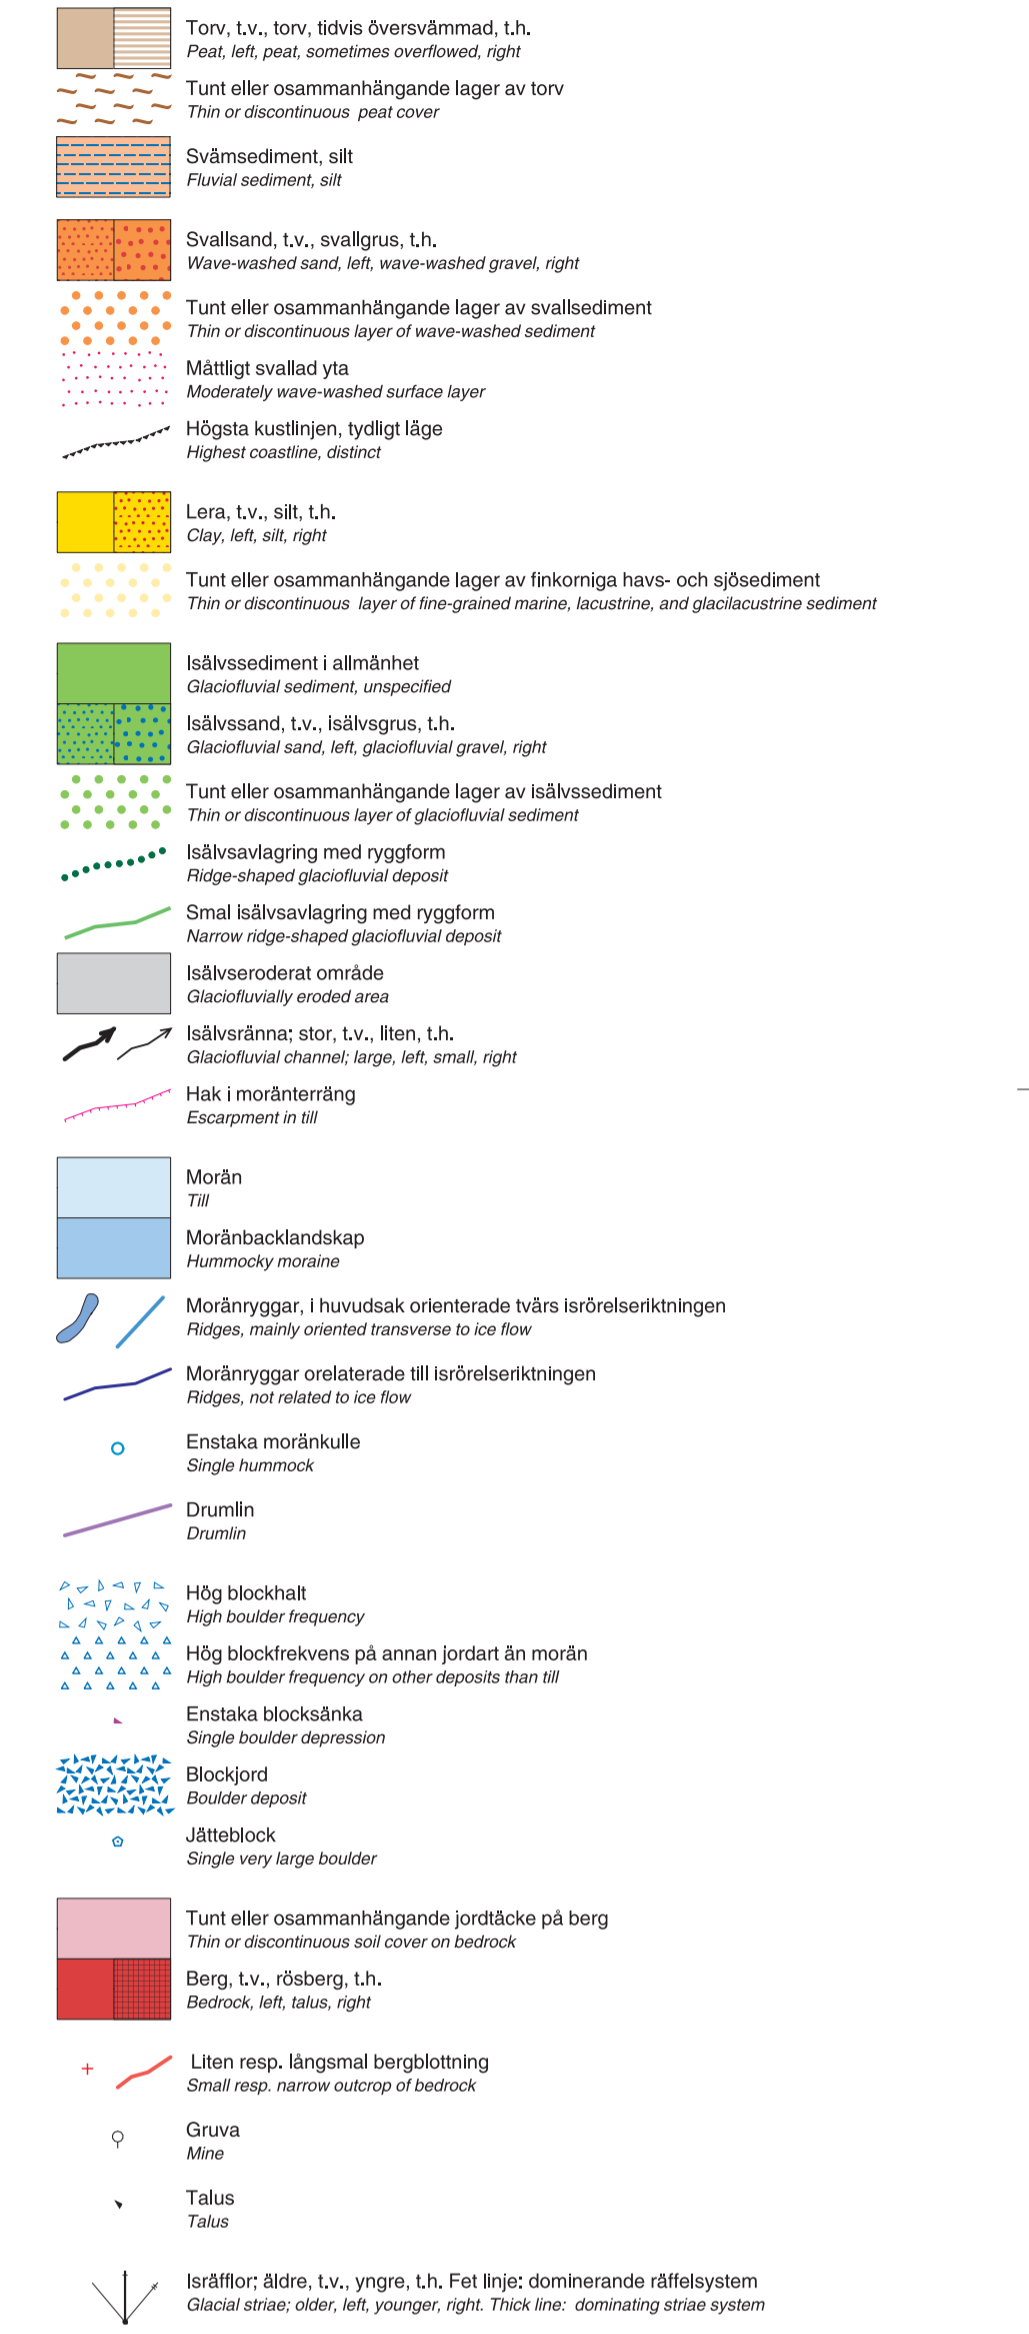 Torv, t.v., torv, tidvis översvämmad, t.h.
Peat, left, peat, sometimes overflowed, right
Tunt eller osammanhängande lager av torv
Thin or discontinuous peat cover
Svämsediment, silt
Fluvial sediment, silt
Svallsand, t.v., svallgrus, t.h.
Wave-washed sand, left, wave-washed gravel, right
Tunt eller osammanhängande lager av svallsediment
Thin or discontinuous layer of wave-washed sediment
Måttligt svallad yta
Moderately wave-washed surface layer
Högsta kustlinjen, tydligt läge
Highest coastline, distinct
Lera, t.v., silt, t.h.
Clay, left, silt, right
Tunt eller osammanhängande lager av finkorniga havs- och sjösediment
Thin or discontinuous layer of fine-grained marine, lacustrine, and glacilacustrine sediment
Isälvssediment i allmänhet
Glaciofluvial sediment, unspecified
Isälvssand, t.v., isälvsgrus, t.h.
Glaciofluvial sand, left, glaciofluvial gravel, right
Tunt eller osammanhängande lager av isälvssediment
Thin or discontinuous layer of glaciofluvial sediment
Isälvsavlagring med ryggform
Ridge-shaped glaciofluvial deposit
Smal isälvsavlagring med ryggform
Narrow ridge-shaped glaciofluvial deposit
Isälvseroderat område
Glaciofluvially eroded area
Isälvsränna; stor, t.v., liten, t.h.
Glaciofluvial channel; large, left, small, right
Hak i moränterräng
Escarpment in till
Morän
Till
Moränbacklandskap
Hummocky moraine
Moränryggar, i huvudsak orienterade tvärs isrörelseriktningen
Ridges, mainly oriented transverse to ice flow
Moränryggar orelaterade till isrörelseriktningen
Ridges, not related to ice flow
Enstaka moränkulle
Single hummock
Drumlin
Drumlin
Hög blockhalt
High boulder frequency
Hög blockfrekvens på annan jordart än morän
High boulder frequency on other deposits than till
Enstaka blocksänka
Single boulder depression
Blockjord
Boulder deposit
Jätteblock
Single very large boulder
Tunt eller osammanhängande jordtäcke på berg
Thin or discontinuous soil cover on bedrock
Berg, t.v., rösberg, t.h.
Bedrock, left, talus, right
Liten resp. långsmal bergblottning
Small resp. narrow outcrop of bedrock
Gruva
Mine
Talus
Talus
Isräfflor; äldre, t.v., yngre, t.h. Fet linje: dominerande räffelsystem
Glacial striae; older, left, younger, right. Thick line: dominating striae system